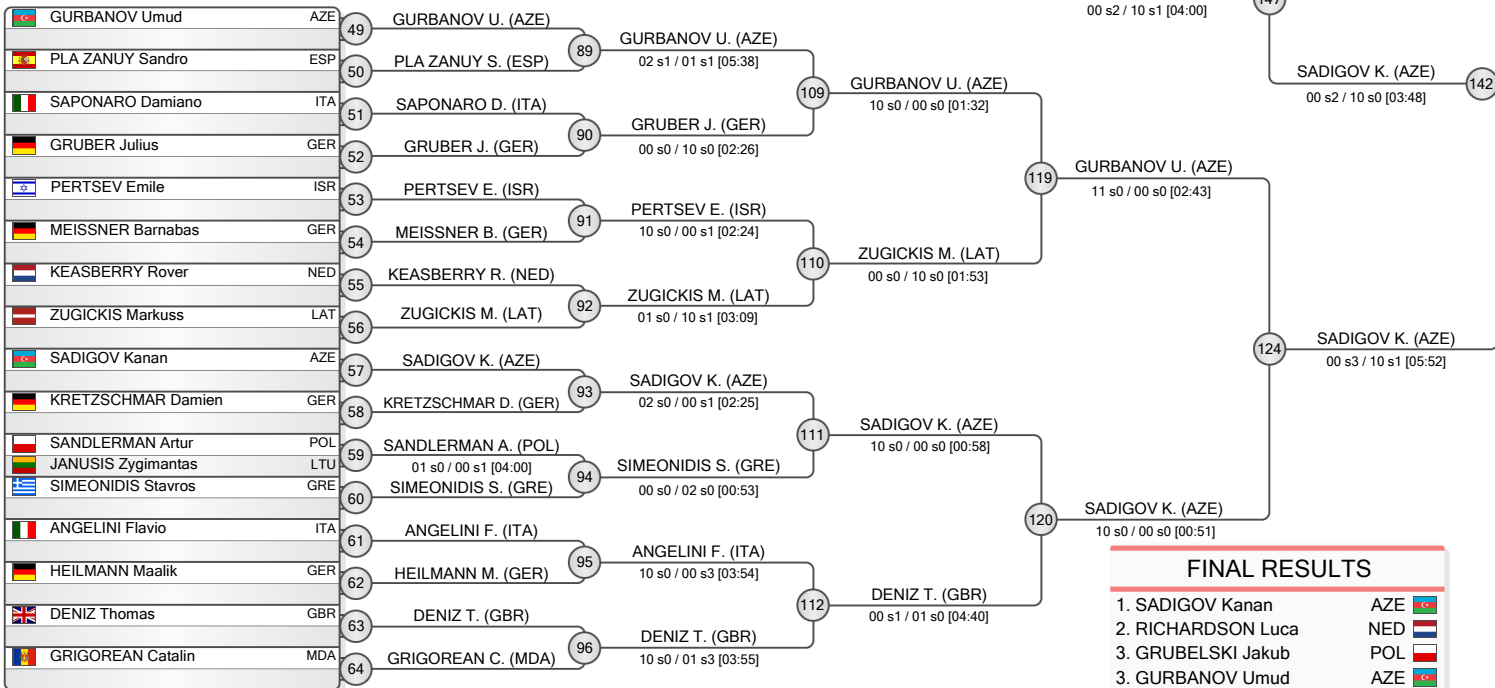 GURBANOV Umud AZE
PLA ZANUY Sandro ESP
SAPONARO Damiano ITA
GRUBER Julius GER
PERTSEV Emile ISR
MEISSNER Barnabas GER
KEASBERRY Rover NED
ZUGICKIS Markuss LAT
SADIGOV Kanan AZE
KRETZSCHMAR Damien GER
SANDLERMAN Artur POL
JANUSIS Zygimantas LTU
SIMEONIDIS Stavros GRE
ANGELINI Flavio ITA
HEILMANN Maalik GER
DENIZ Thomas GBR
GRIGOREAN Catalin MDA
49
50
51
52
53
54
55
56
57
58
59
60
61
62
63
64
GURBANOV U. (AZE)
PLA ZANUY S. (ESP)
SAPONARO D. (ITA)
GRUBER J. (GER)
PERTSEV E. (ISR)
MEISSNER B. (GER)
KEASBERRY R. (NED)
ZUGICKIS M. (LAT)
SADIGOV K. (AZE)
KRETZSCHMAR D. (GER)
SANDLERMAN A. (POL)
01 s0 / 00 s1 [04:00]
SIMEONIDIS S. (GRE)
ANGELINI F. (ITA)
HEILMANN M. (GER)
DENIZ T. (GBR)
GRIGOREAN C. (MDA)
89
90
91
92
93
94
95
96
GURBANOV U. (AZE)
02 s1 / 01 s1 [05:38]
GRUBER J. (GER)
00 s0 / 10 s0 [02:26]
PERTSEV E. (ISR)
10 s0 / 00 s1 [02:24]
ZUGICKIS M. (LAT)
01 s0 / 10 s1 [03:09]
SADIGOV K. (AZE)
02 s0 / 00 s1 [02:25]
SIMEONIDIS S. (GRE)
00 s0 / 02 s0 [00:53]
ANGELINI F. (ITA)
10 s0 / 00 s3 [03:54]
DENIZ T. (GBR)
10 s0 / 01 s3 [03:55]
109
110
111
112
GURBANOV U. (AZE)
10 s0 / 00 s0 [01:32]
ZUGICKIS M. (LAT)
00 s0 / 10 s0 [01:53]
SADIGOV K. (AZE)
10 s0 / 00 s0 [00:58]
DENIZ T. (GBR)
00 s1 / 01 s0 [04:40]
119
120
GURBANOV U. (AZE)
11 s0 / 00 s0 [02:43]
SADIGOV K. (AZE)
10 s0 / 00 s0 [00:51]
124
SADIGOV K. (AZE)
00 s3 / 10 s1 [05:52]
00 s2 / 10 s1 [04:00]
SADIGOV K. (AZE)
00 s2 / 10 s0 [03:48]
142
FINAL RESULTS
1. SADIGOV Kanan AZE
2. RICHARDSON Luca NED
3. GRUBELSKI Jakub POL
3. GURBANOV Umud AZE